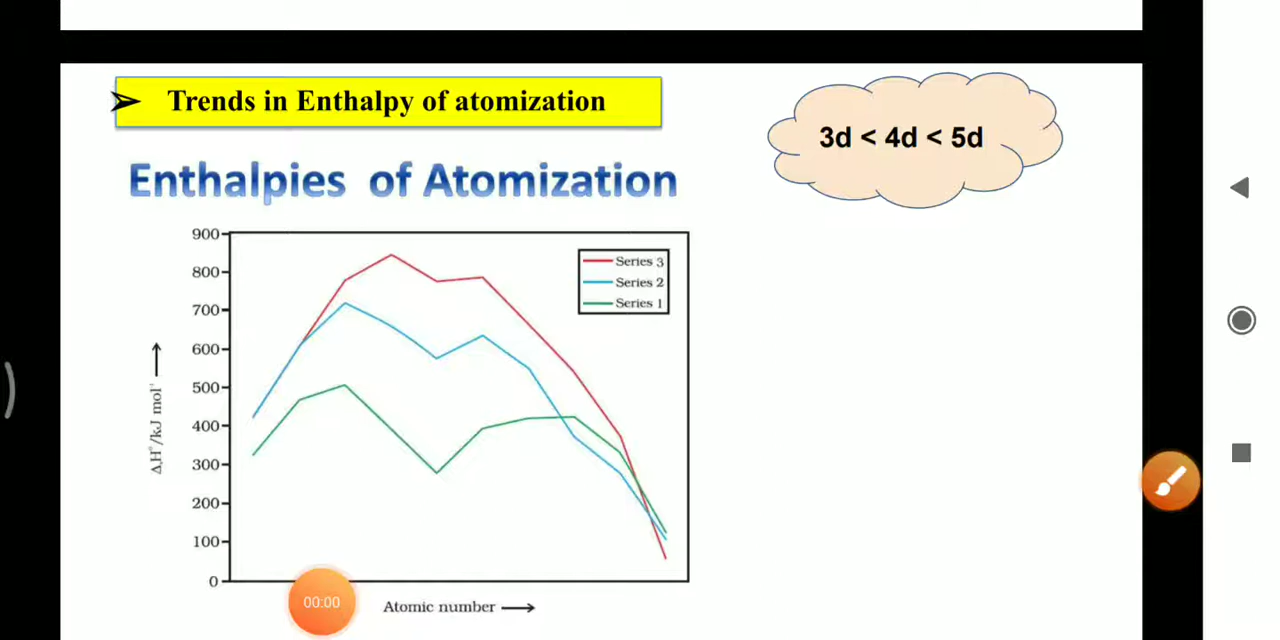 ➢ Trends in Enthalpy of atomization
3d < 4d < 5d
Enthalpies of Atomization
900
800
700
600
500
400
300
200
100
0
Series 3
Series 2
Series 1
ΔₐH°/kJ mol⁻¹ →
Atomic number →
00:00